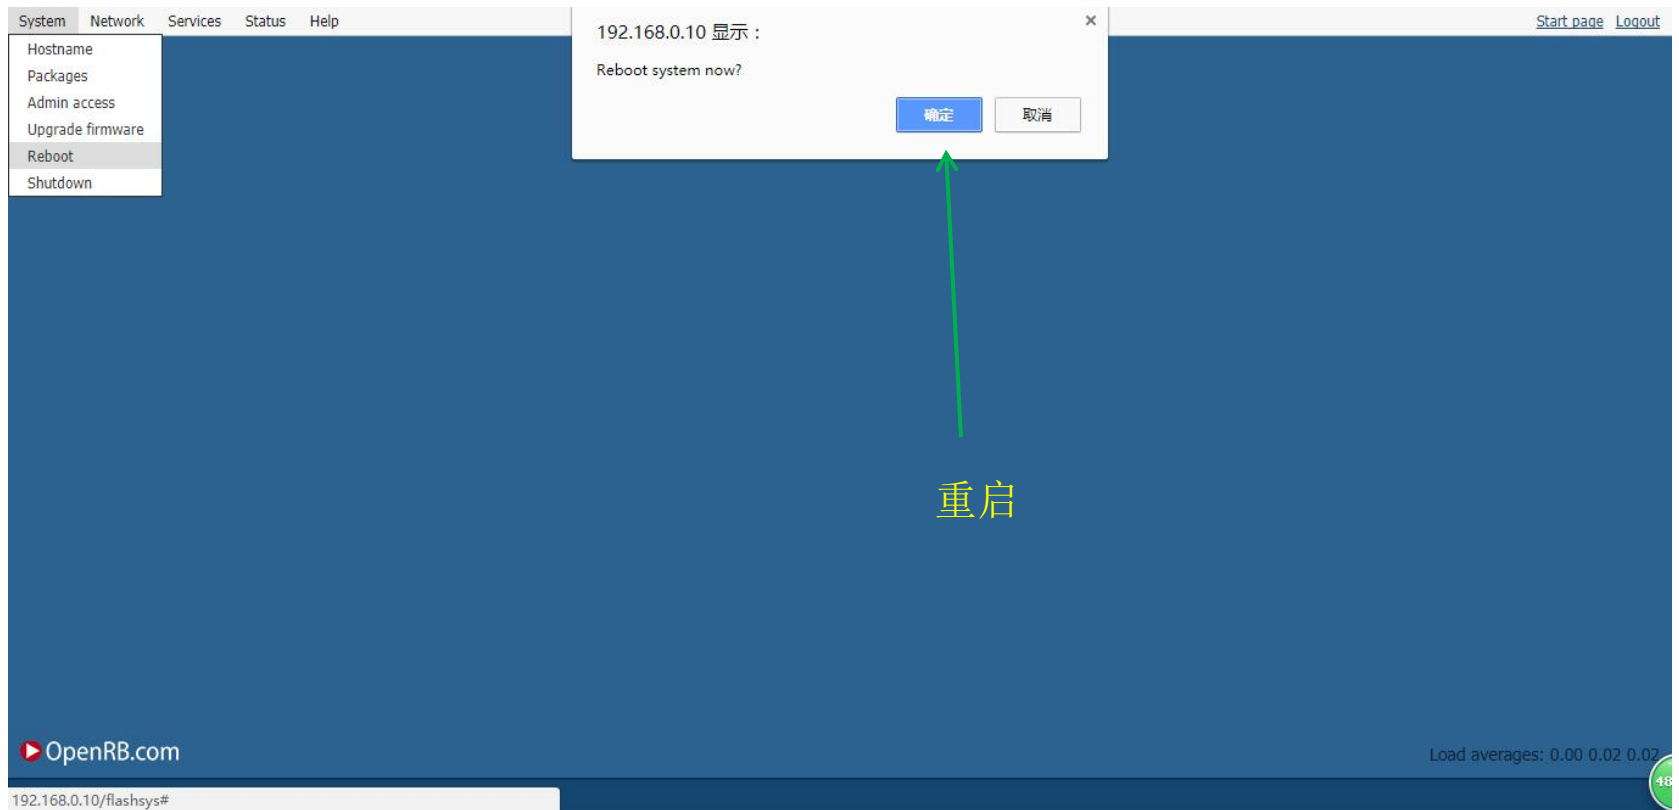 System Network Services Status Help
Start page Logout
Hostname
Packages
Admin access
Upgrade firmware
Reboot
Shutdown
192.168.0.10 显示：
×
Reboot system now?
确定 取消
重启
OpenRB.com
Load averages: 0.00 0.02 0.02
48
192.168.0.10/flashsys#